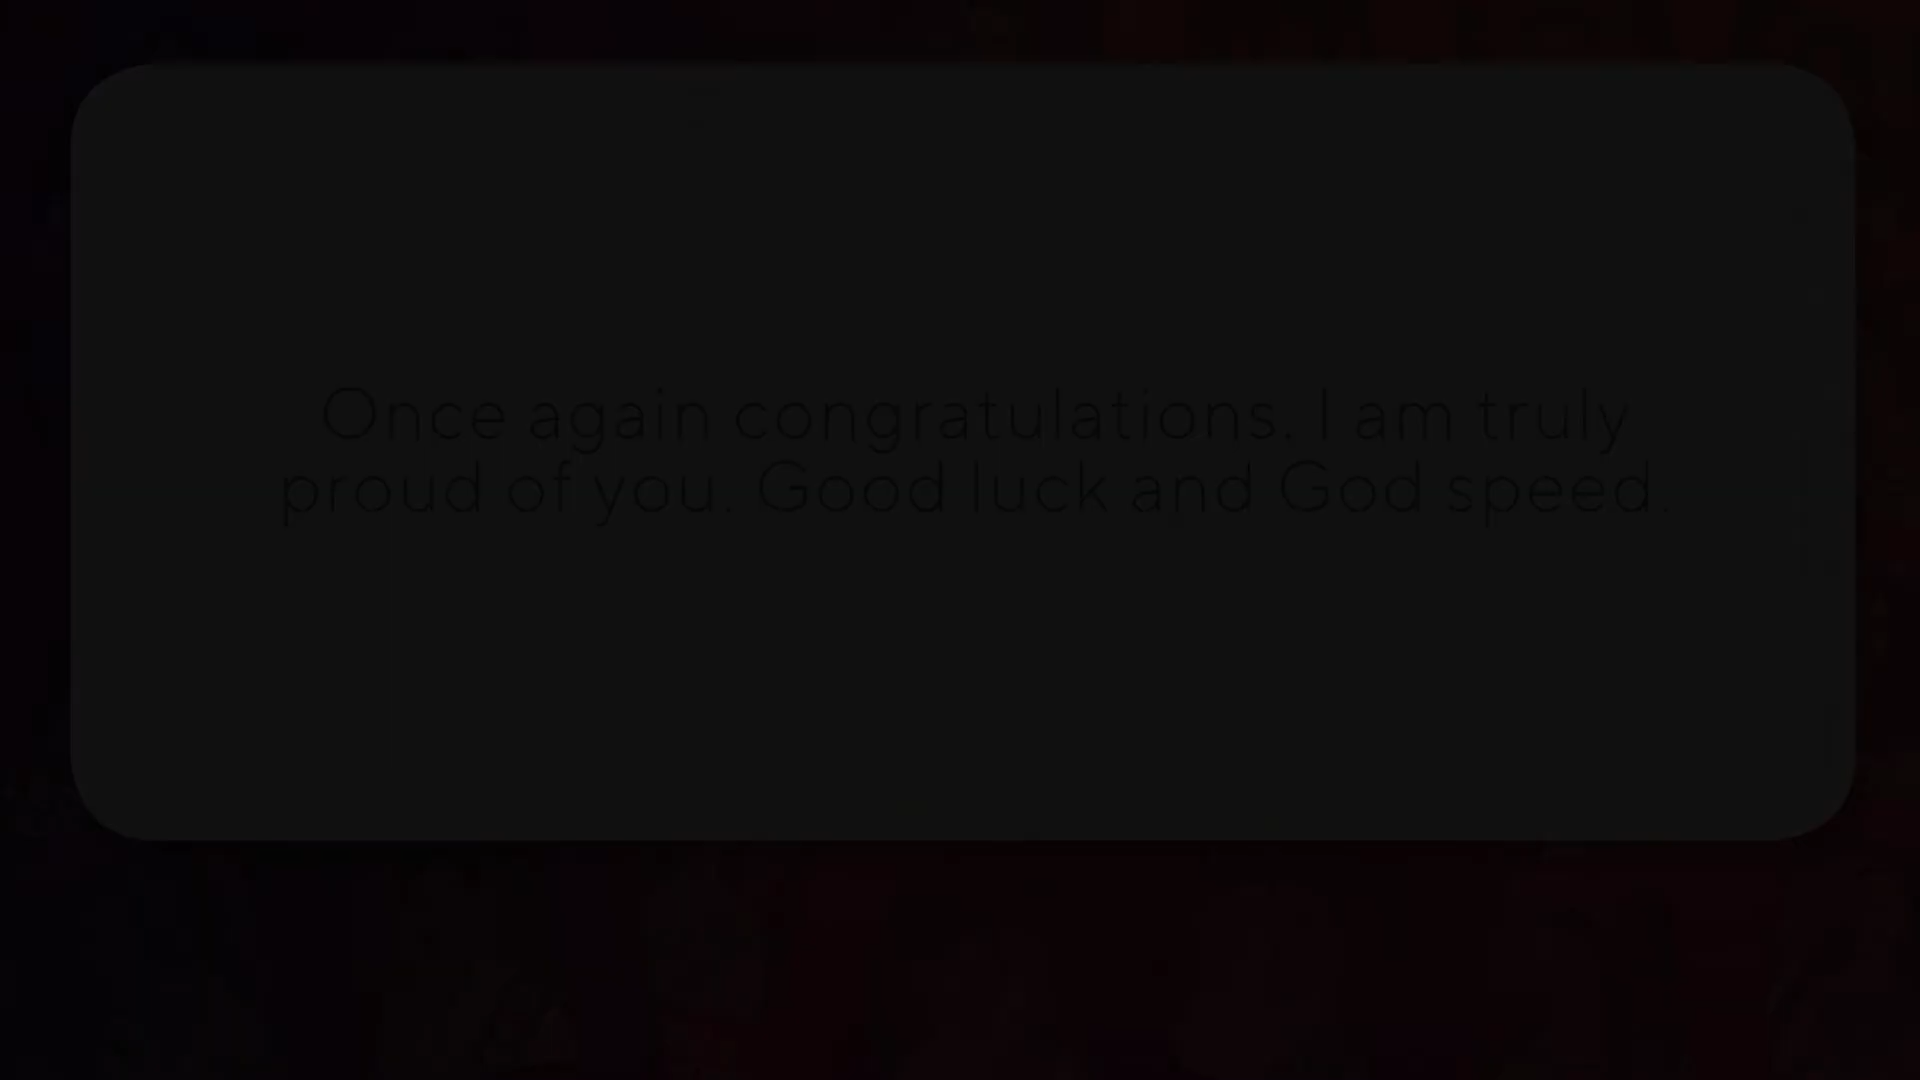 Once again congratulations. I am truly
proud of you. Good luck and God speed.